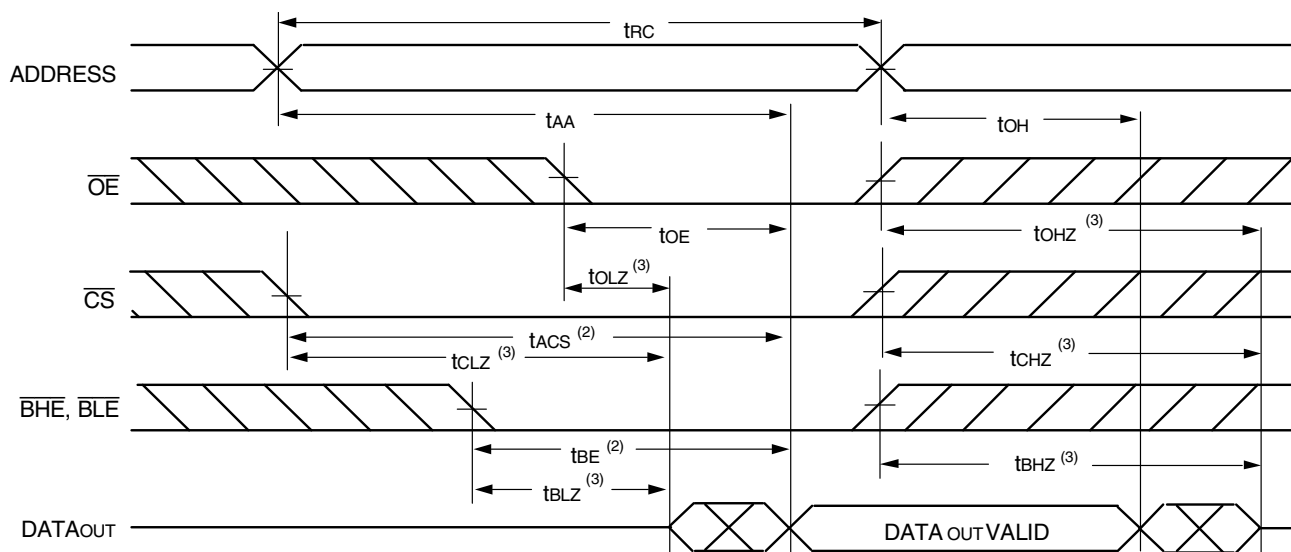 tRC
ADDRESS
tAA
tOH
OE
tOE
tOHZ (3)
tOLZ (3)
CS
tACS (2)
tCLZ (3)
tCHZ (3)
BHE, BLE
tBE (2)
tBHZ (3)
tBLZ (3)
DATAOUT
DATA OUT VALID